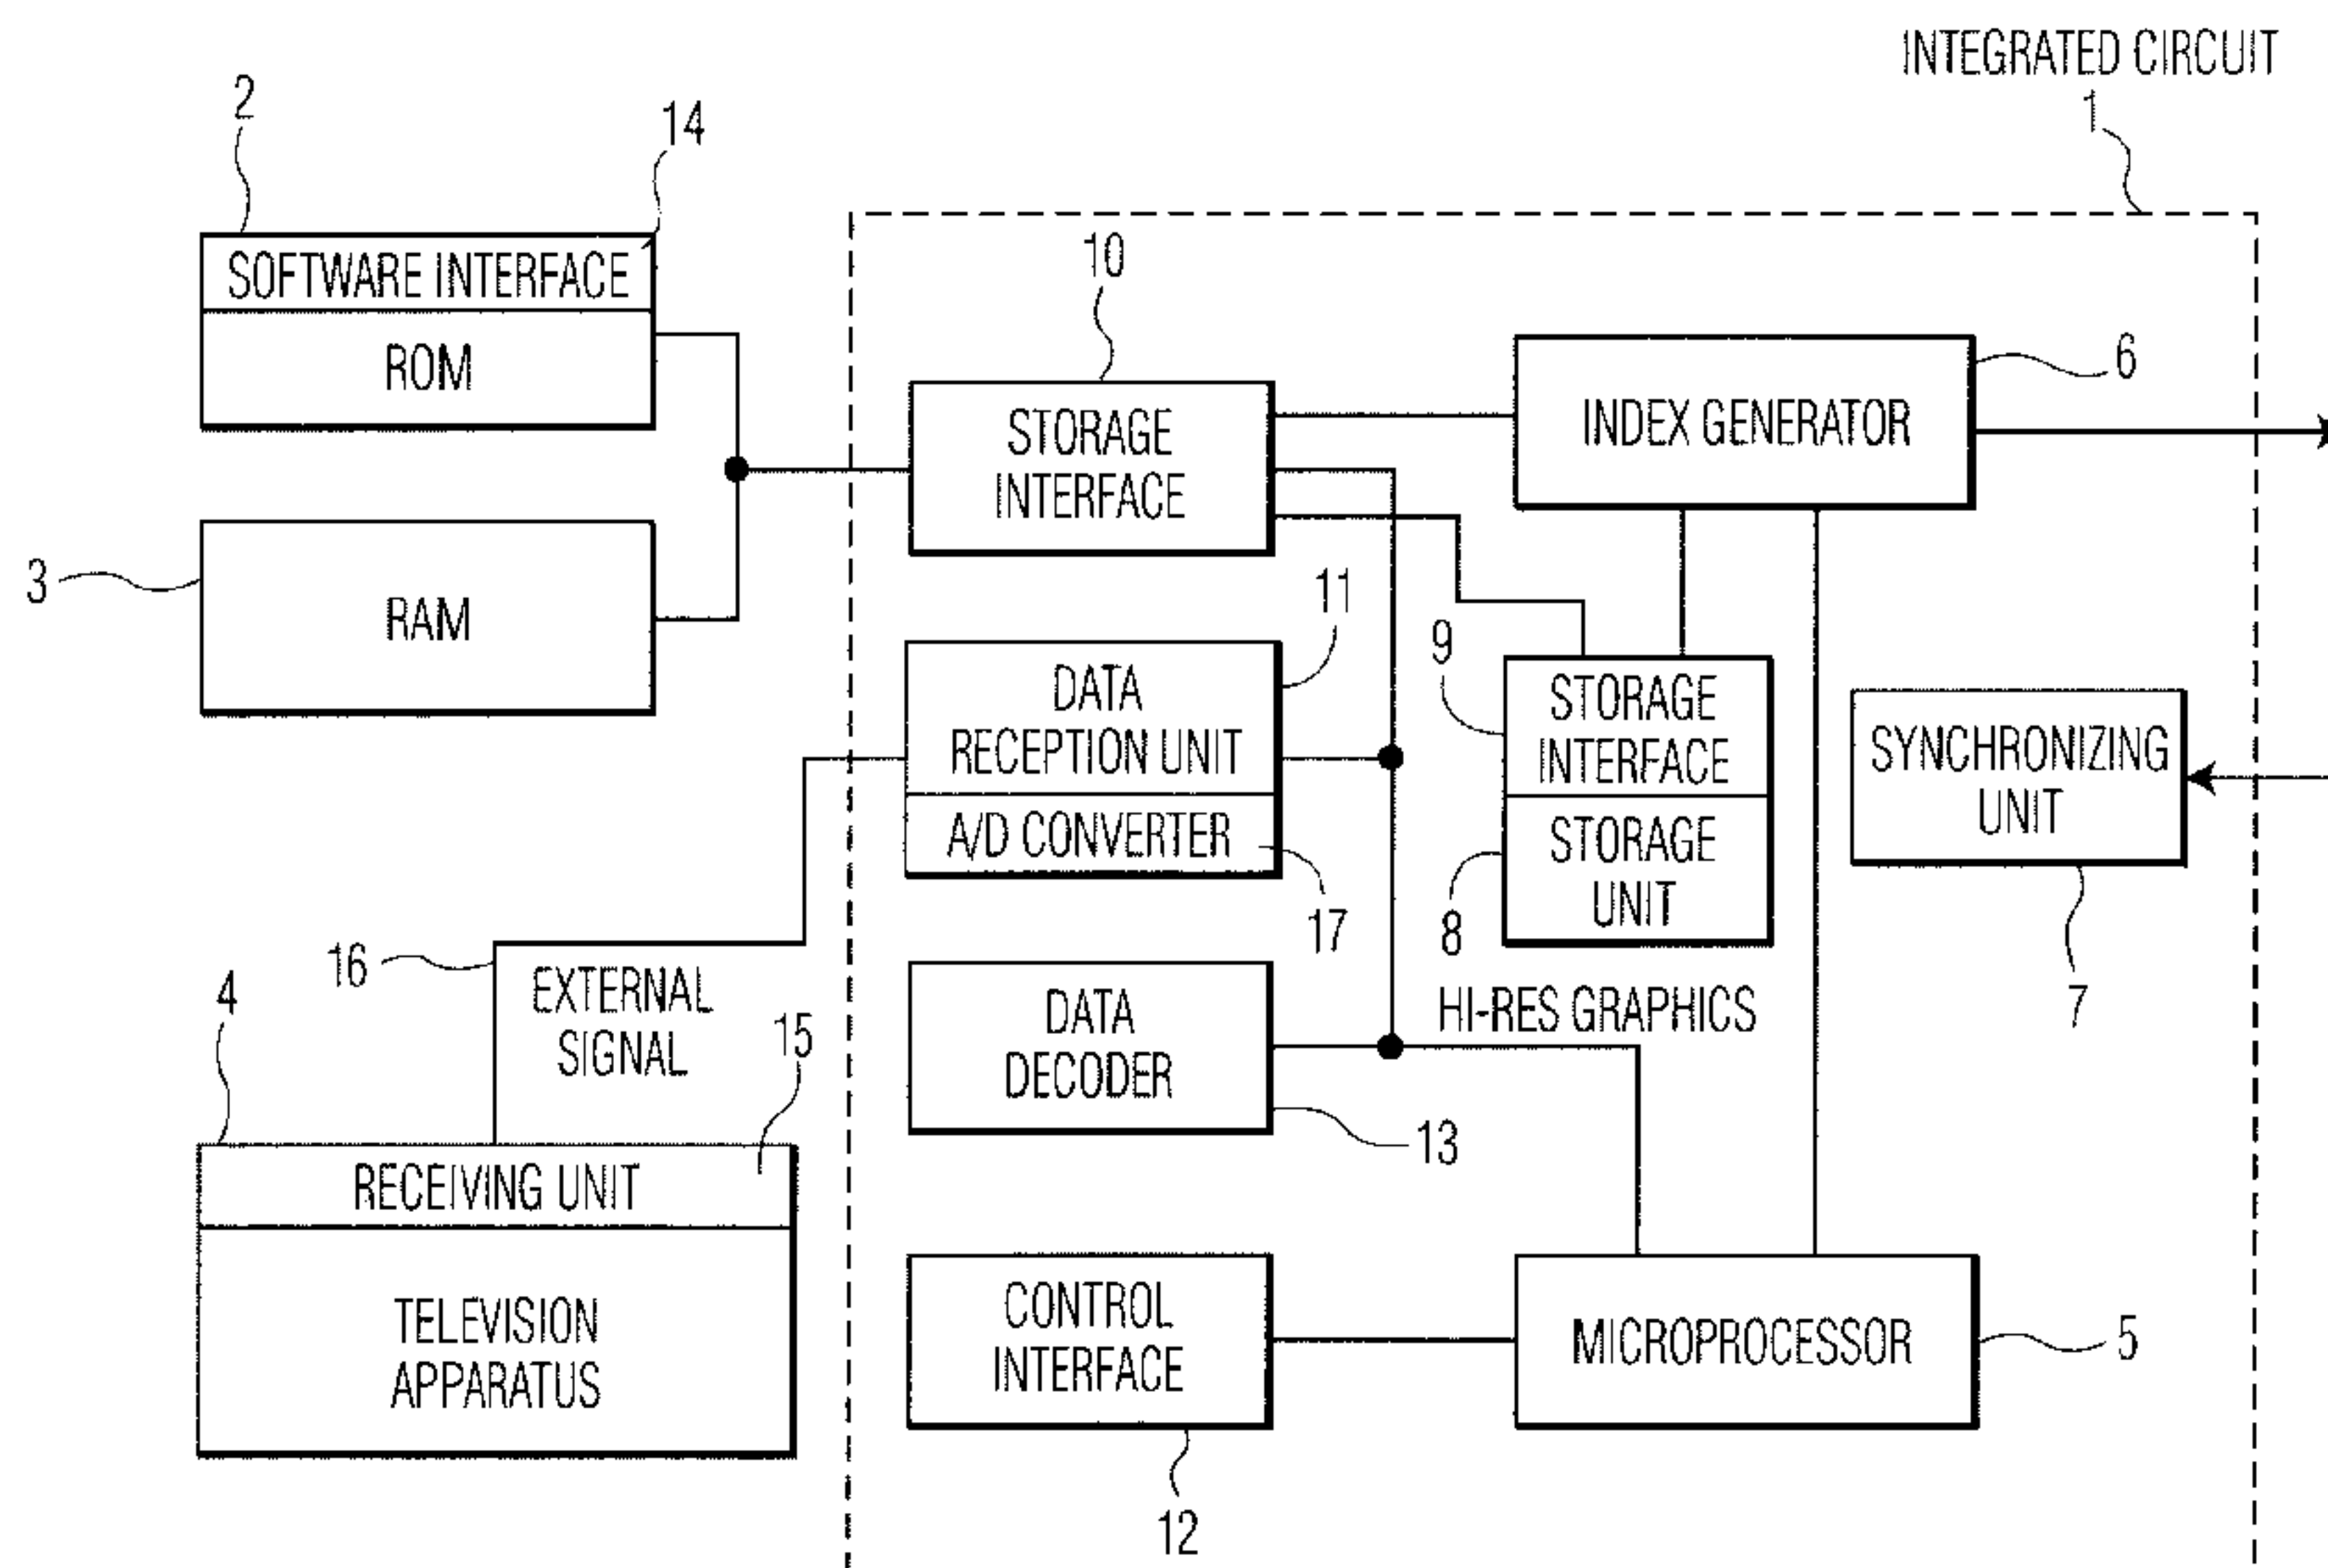 INTEGRATED CIRCUIT
1
2
14
SOFTWARE INTERFACE
ROM
3
RAM
10
STORAGE
INTERFACE
INDEX GENERATOR
6
11
DATA
RECEPTION UNIT
A/D CONVERTER
17
9
STORAGE
INTERFACE
STORAGE
UNIT
8
SYNCHRONIZING
UNIT
7
16
EXTERNAL
SIGNAL
4
15
RECEIVING UNIT
TELEVISION
APPARATUS
DATA
DECODER
13
HI-RES GRAPHICS
CONTROL
INTERFACE
12
MICROPROCESSOR
5